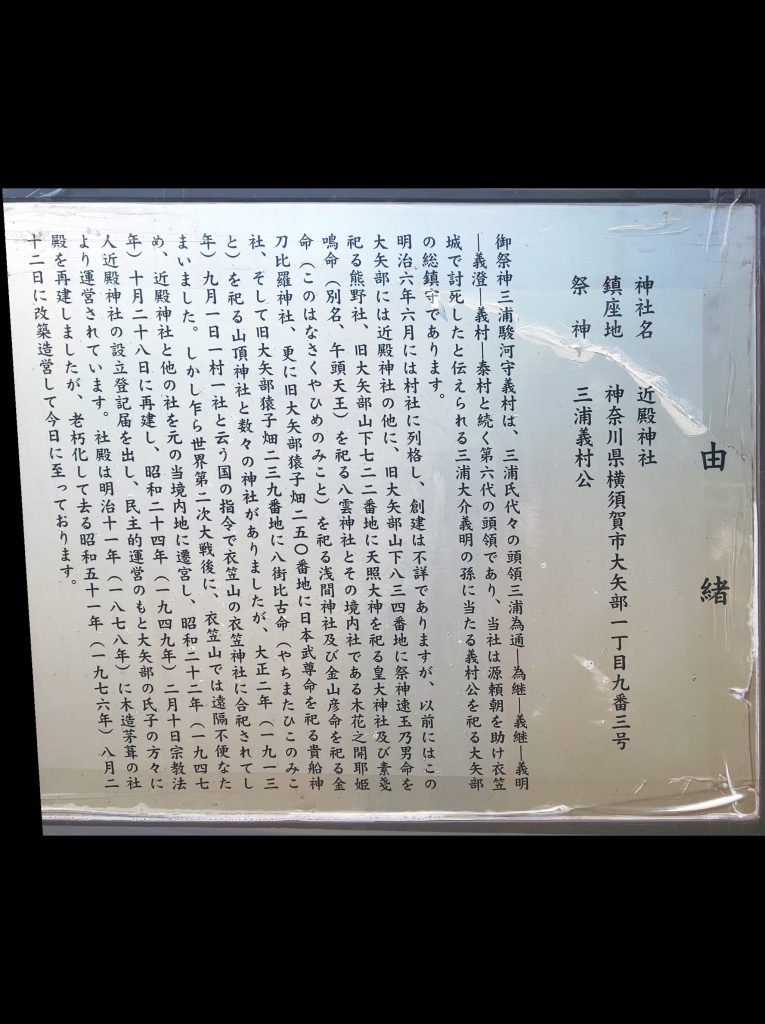 由緒
神社名 近殿神社
鎮座地 神奈川県横須賀市大矢部一丁目九番三号
祭神 三浦義村公
御祭神三浦駿河守義村は、三浦氏代々の頭領三浦為通―為継―義継―義明
―義澄―義村―泰村と続く第六代の頭領であり、当社は源頼朝を助け衣笠
城で討死したと伝えられる三浦大介義明の孫に当たる義村公を祀る大矢部
の総鎮守であります。
明治六年六月には村社に列格し、創建は不詳でありますが、以前にはこの
大矢部には近殿神社の他に、旧大矢部山下八三四番地に祭神速玉乃男命を
祀る熊野社、旧大矢部山下七二二番地に天照大神を祀る皇大神社及び素戔
鳴命（別名、午頭天王）を祀る八雲神社とその境内社である木花之開耶姫
命（このはなさくやひめのみこと）を祀る浅間神社及び金山彦命を祀る金
刀比羅神社、更に旧大矢部猿子畑二五〇番地に日本武尊命を祀る貴船神
社、そして旧大矢部猿子畑二三九番地に八街比古命（やちまたひこのみこ
と）を祀る山頂神社と数々の神社がありましたが、大正二年（一九一三
年）九月一日一村一社と云う国の指令で衣笠山の衣笠神社に合祀されてし
まいました。しかし乍ら世界第二次大戦後に、衣笠山では遠隔不便なた
め、近殿神社と他の社を元の当境内地に遷宮し、昭和二十二年（一九四七
年）十月二十八日に再建し、昭和二十四年（一九四九年）二月十日宗教法
人近殿神社の設立登記届を出し、民主的運営のもと大矢部の氏子の方々に
より運営されています。社殿は明治十一年（一八七八年）に木造茅葺の社
殿を再建しましたが、老朽化して去る昭和五十一年（一九七六年）八月二
十二日に改築造営して今日に至っております。